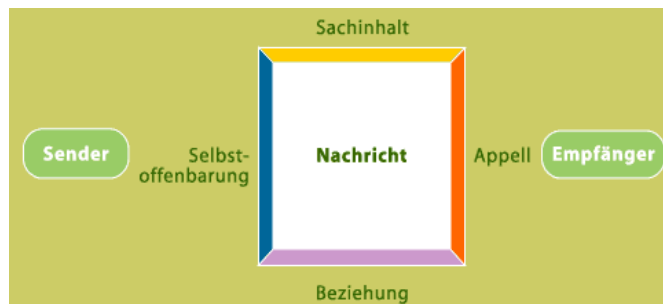 Sachinhalt
Sender
Selbst-
offenbarung
Nachricht
Appell
Empfänger
Beziehung